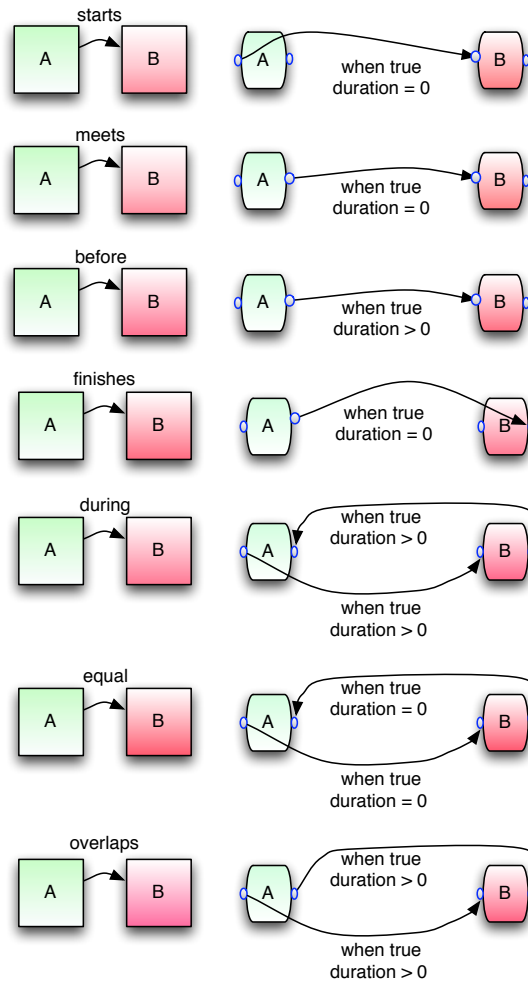 starts
A B A B
when true
duration = 0
meets
A B A B
when true
duration = 0
before
A B A B
when true
duration > 0
finishes
A B A B
when true
duration = 0
during
A B A B
when true
duration > 0
when true
duration > 0
equal
A B A B
when true
duration = 0
when true
duration = 0
overlaps
A B A B
when true
duration > 0
when true
duration > 0